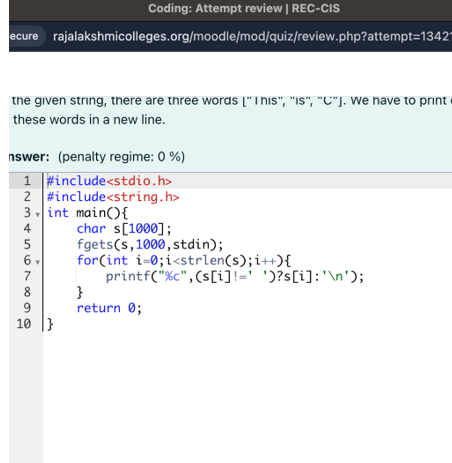 Coding: Attempt review | REC-CIS
ecure rajalakshmicolleges.org/moodle/mod/quiz/review.php?attempt=1342
the given string, there are three words ["This", "is", "C"]. We have to print
these words in a new line.
nswer: (penalty regime: 0 %)
1 #include<stdio.h>
2 #include<string.h>
3 int main(){
4 char s[1000];
5 fgets(s,1000,stdin);
6 for(int i=0;i<strlen(s);i++){
7 printf("%c",(s[i]!=' ')?s[i]:'\n');
8 }
9 return 0;
10 }